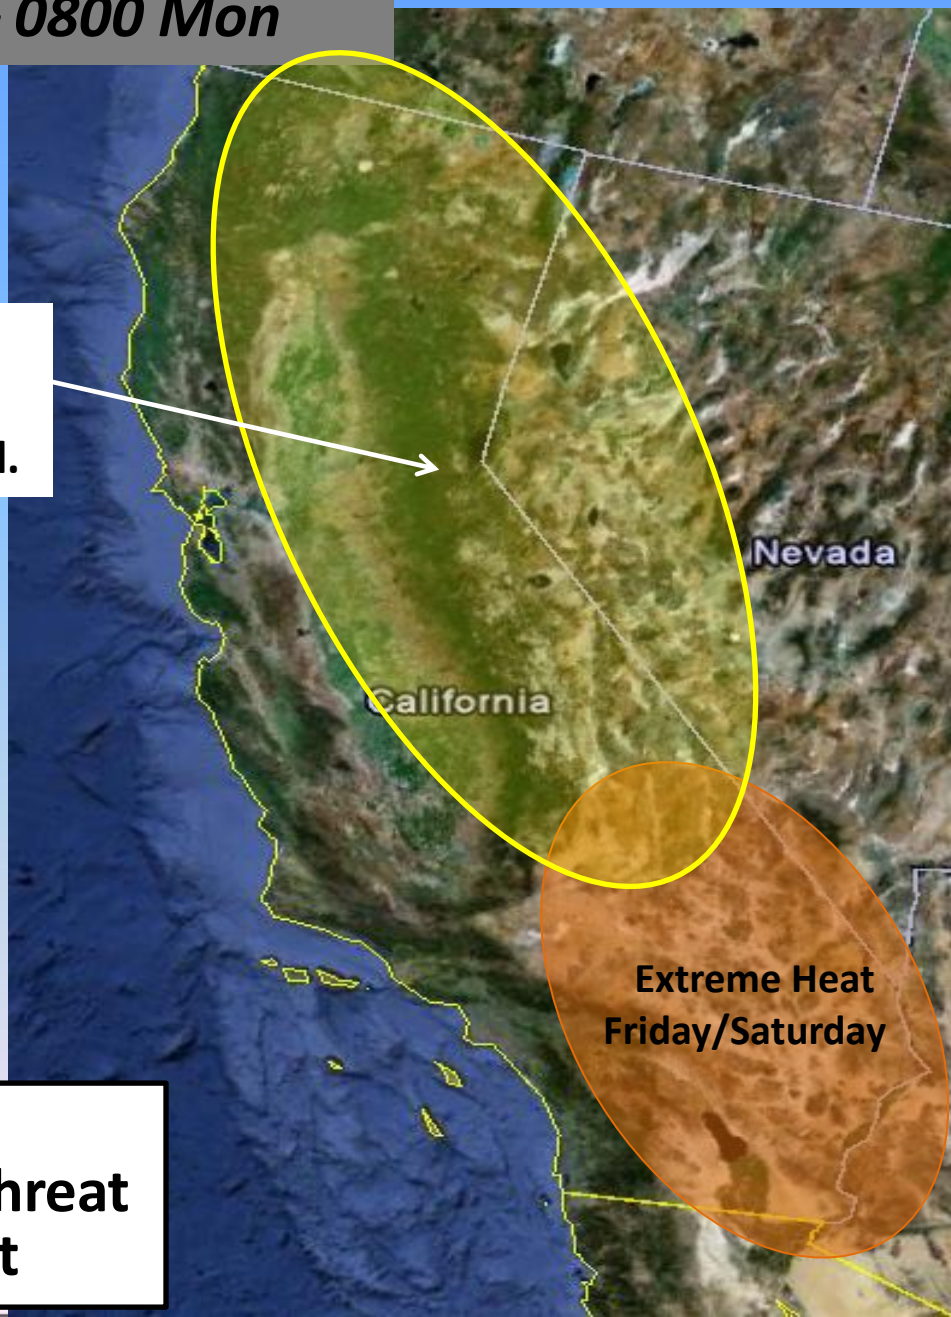 0800 Mon
.
Nevada
California
Extreme Heat
Friday/Saturday
hreat
t